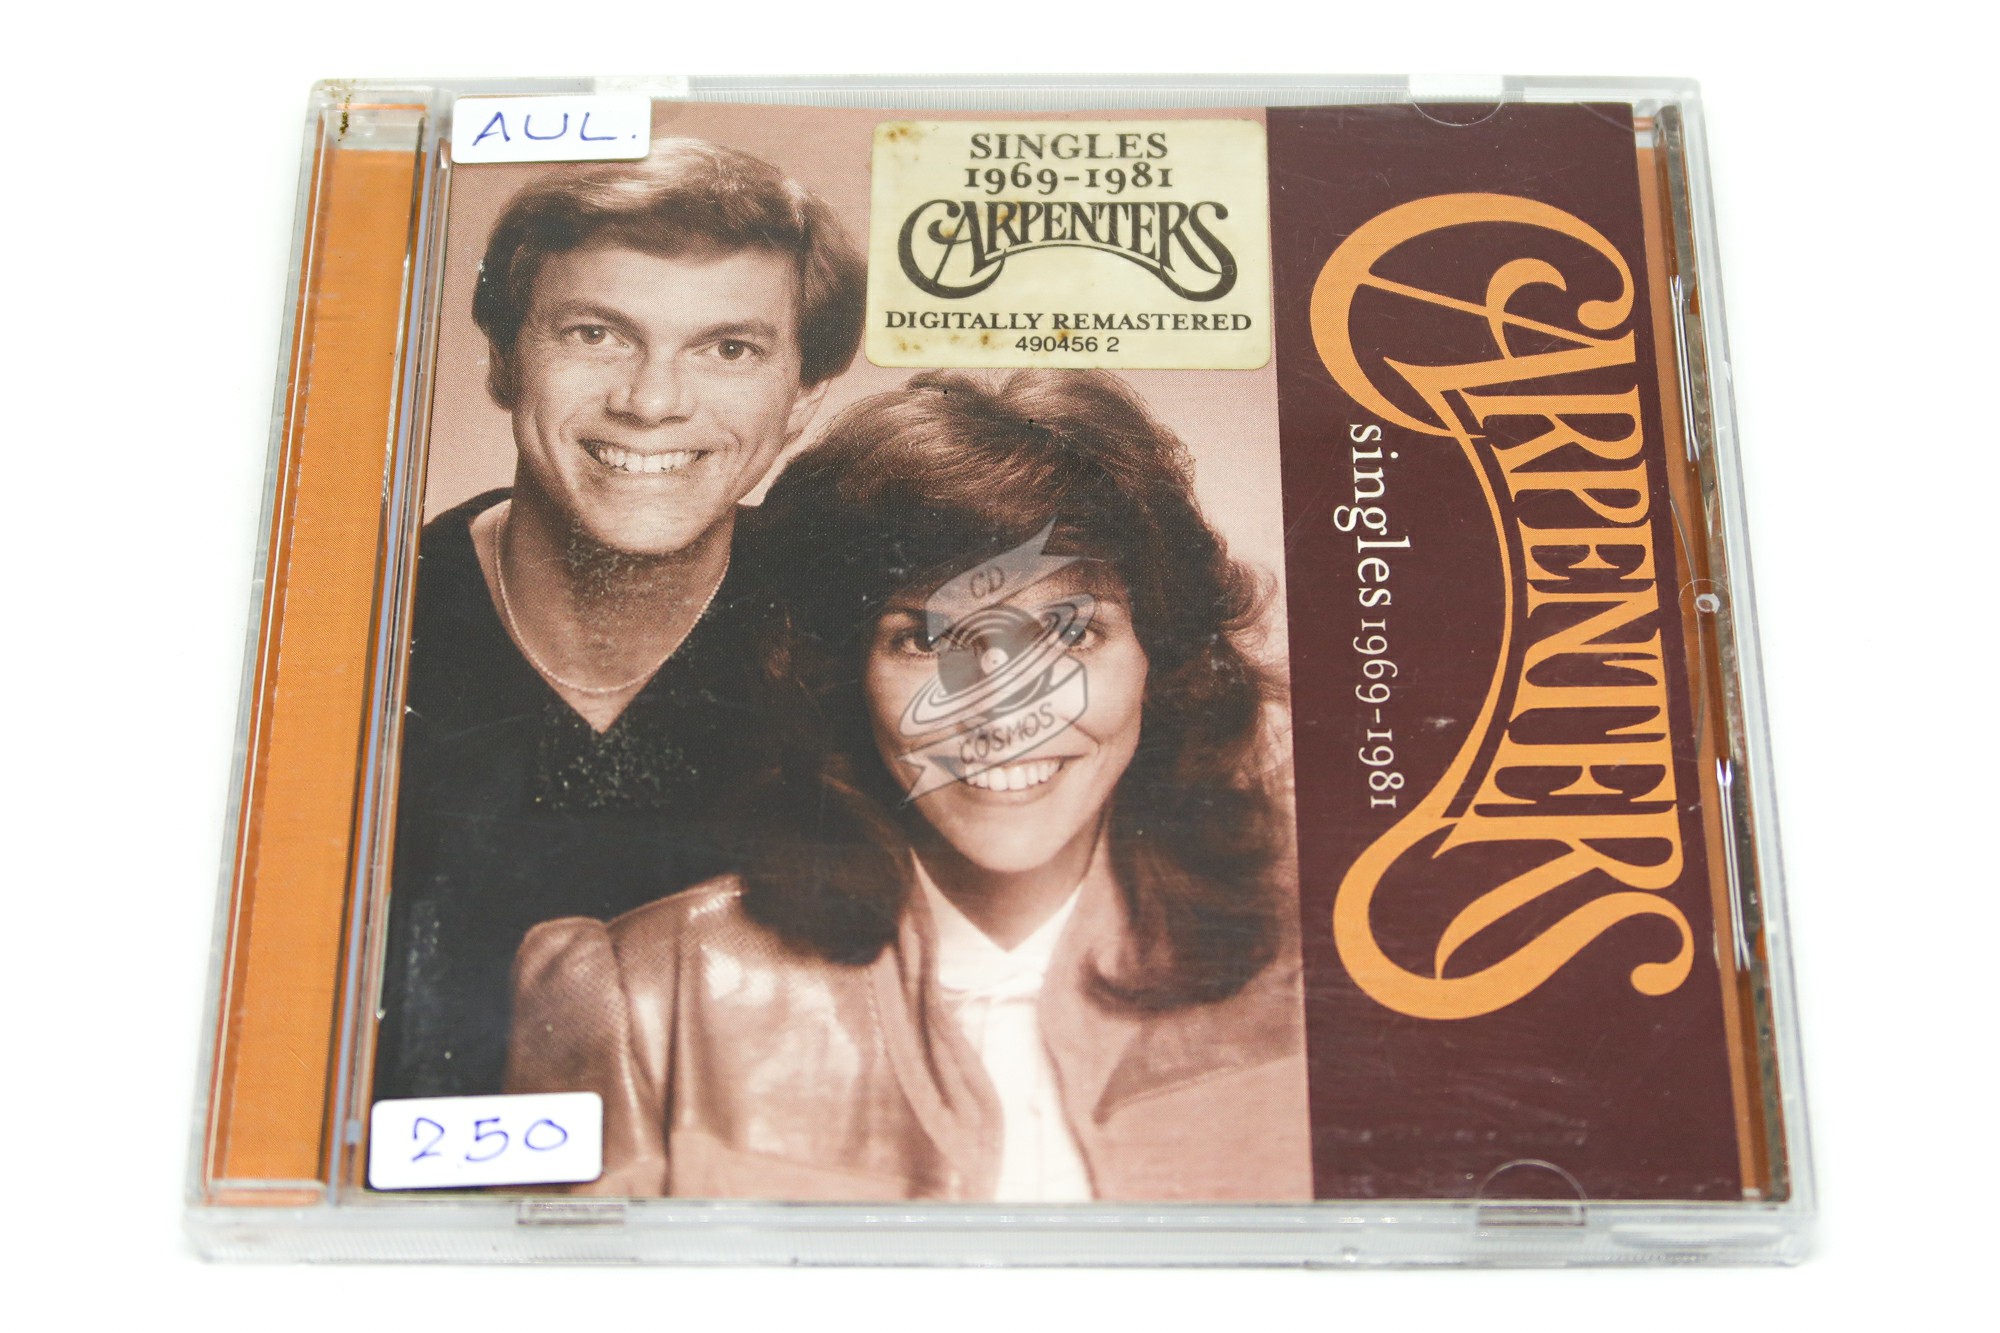 AUL.
SINGLES
1969-1981
CARPENTERS
DIGITALLY REMASTERED
490456 2
CARPENTERS
singles 1969-1981
CD
COSMOS
250